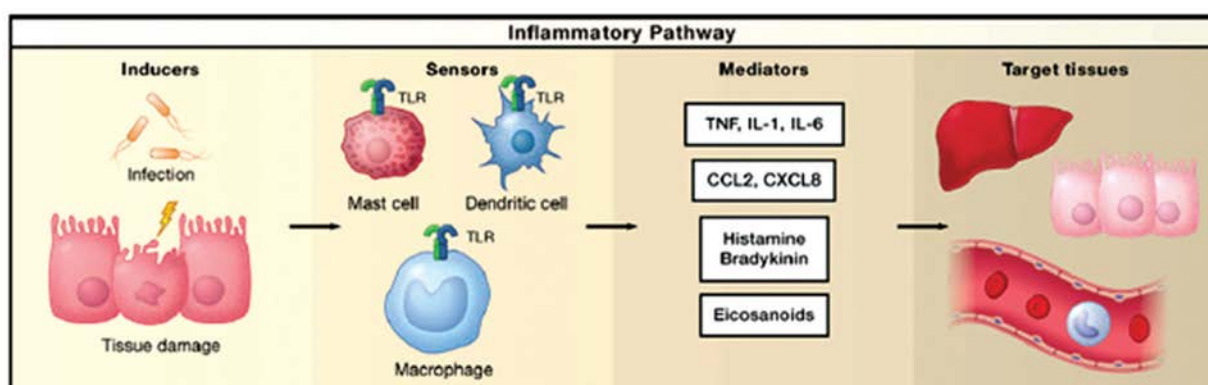 Inflammatory Pathway
Inducers
Infection
Tissue damage
Sensors
TLR
Mast cell
TLR
Dendritic cell
TLR
Macrophage
Mediators
TNF, IL-1, IL-6
CCL2, CXCL8
Histamine
Bradykinin
Eicosanoids
Target tissues